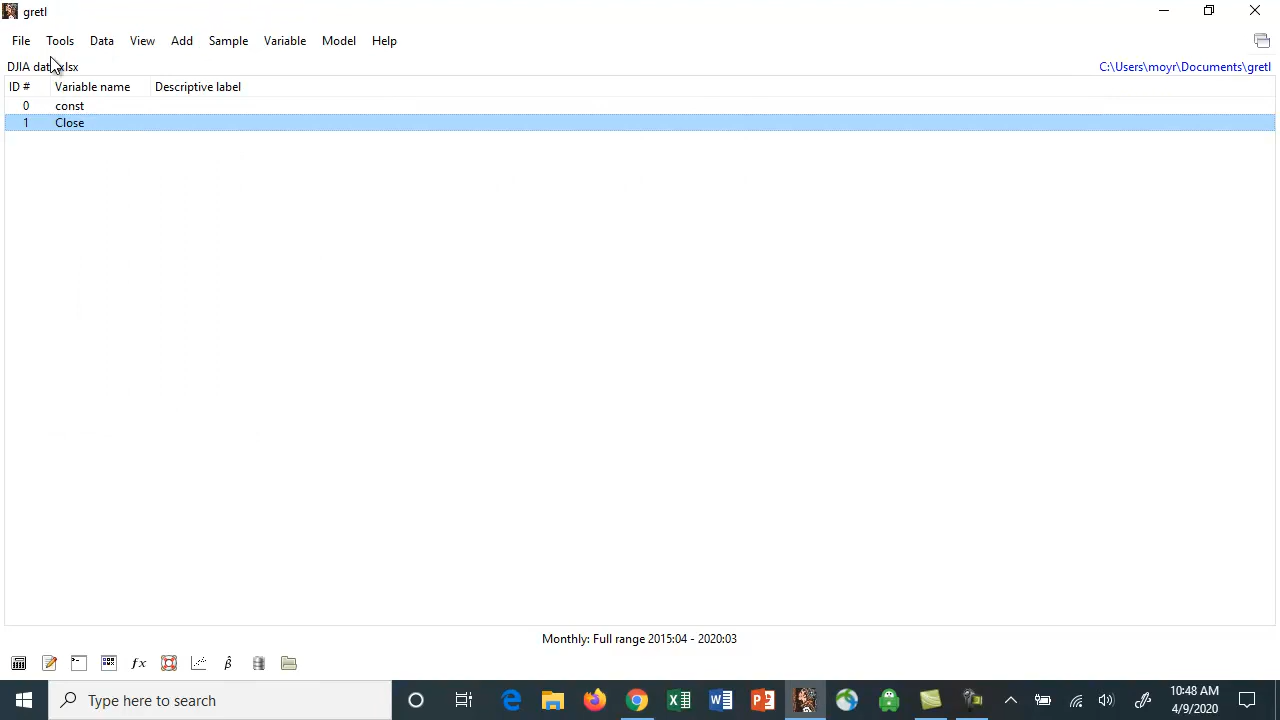 gretl
File Tools Data View Add Sample Variable Model Help
DJIA dat xlsx C:\Users\moyr\Documents\gretl
ID # Variable name Descriptive label
0 const
1 Close
Monthly: Full range 2015:04 - 2020:03
fx β̂
Type here to search
10:48 AM
4/9/2020